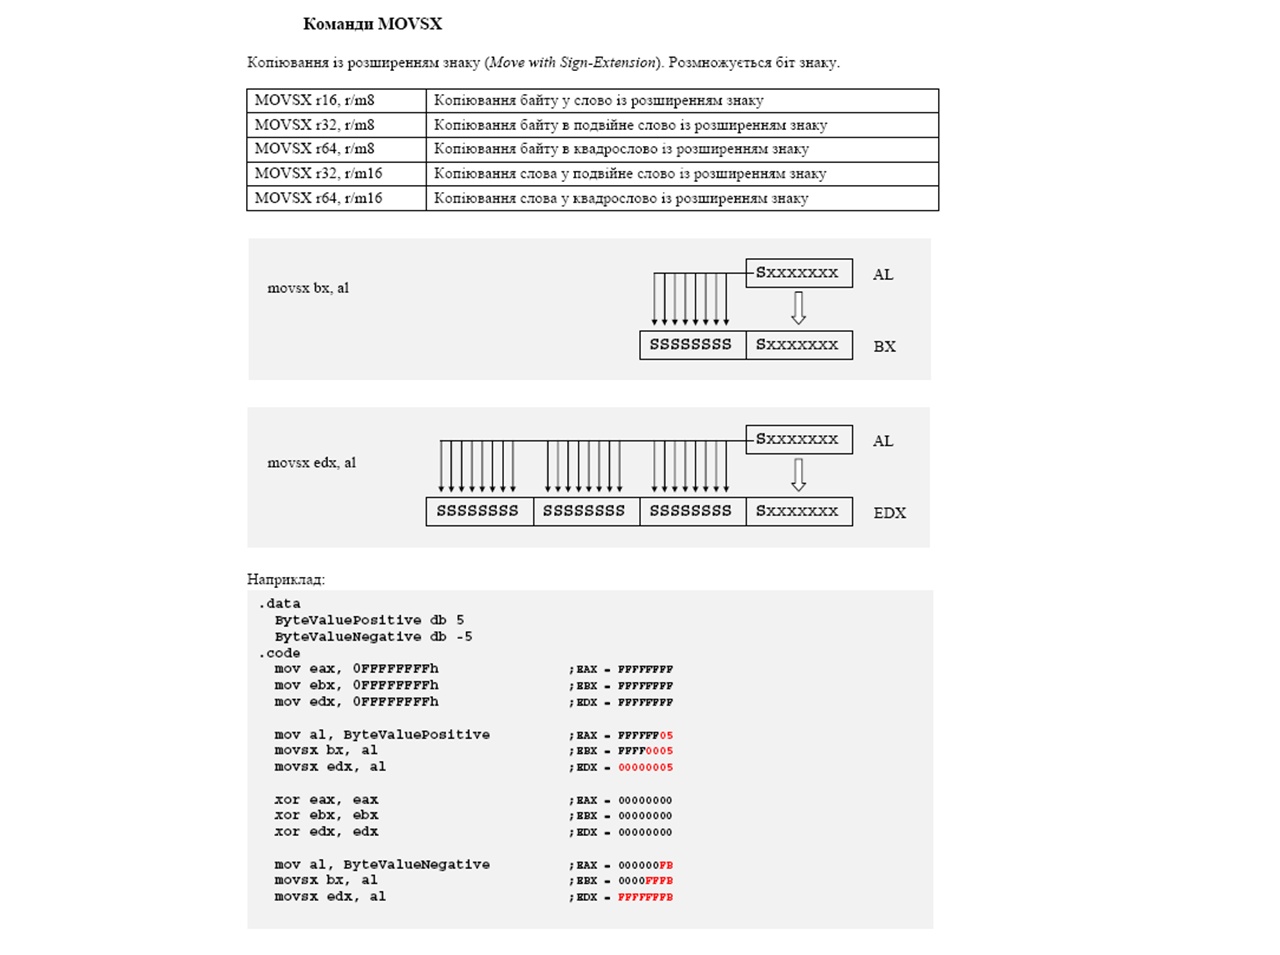 Команди MOVSX
Копіювання із розширенням знаку (Move with Sign-Extension). Розмножується біт знаку.
MOVSX r16, r/m8 Копіювання байту у слово із розширенням знаку
MOVSX r32, r/m8 Копіювання байту в подвійне слово із розширенням знаку
MOVSX r64, r/m8 Копіювання байту в квадрослово із розширенням знаку
MOVSX r32, r/m16 Копіювання слова у подвійне слово із розширенням знаку
MOVSX r64, r/m16 Копіювання слова у квадрослово із розширенням знаку
Sxxxxxxx AL
movsx bx, al
SSSSSSSS Sxxxxxxx BX
Sxxxxxxx AL
movsx edx, al
SSSSSSSS SSSSSSSS SSSSSSSS Sxxxxxxx EDX
Наприклад:
.data
ByteValuePositive db 5
ByteValueNegative db -5
.code
mov eax, 0FFFFFFFFh ;EAX = FFFFFFFF
mov ebx, 0FFFFFFFFh ;EBX = FFFFFFFF
mov edx, 0FFFFFFFFh ;EDX = FFFFFFFF
mov al, ByteValuePositive ;EAX = FFFFFF05
movsx bx, al ;EBX = FFFF0005
movsx edx, al ;EDX = 00000005
xor eax, eax ;EAX = 00000000
xor ebx, ebx ;EBX = 00000000
xor edx, edx ;EDX = 00000000
mov al, ByteValueNegative ;EAX = 000000FB
movsx bx, al ;EBX = 0000FFFB
movsx edx, al ;EDX = FFFFFFFB